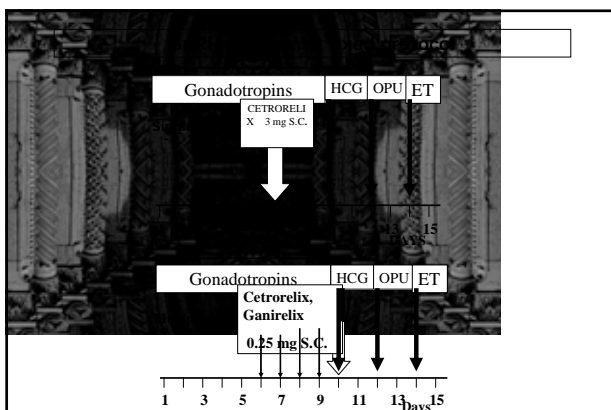 Gonadotropins HCG OPU ET
CETRORELI
X 3 mg S.C.
13 15
DAYS
Gonadotropins HCG OPU ET
Cetrorelix,
Ganirelix
0.25 mg S.C.
1 3 5 7 9 11 13 15
Days